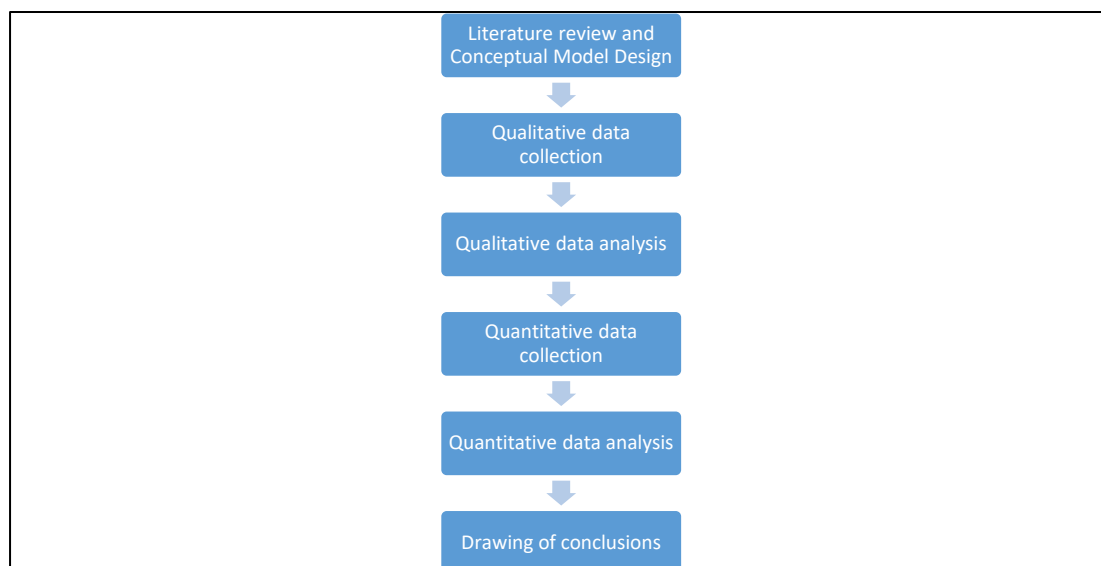 Literature review and
Conceptual Model Design
Qualitative data
collection
Qualitative data analysis
Quantitative data
collection
Quantitative data analysis
Drawing of conclusions